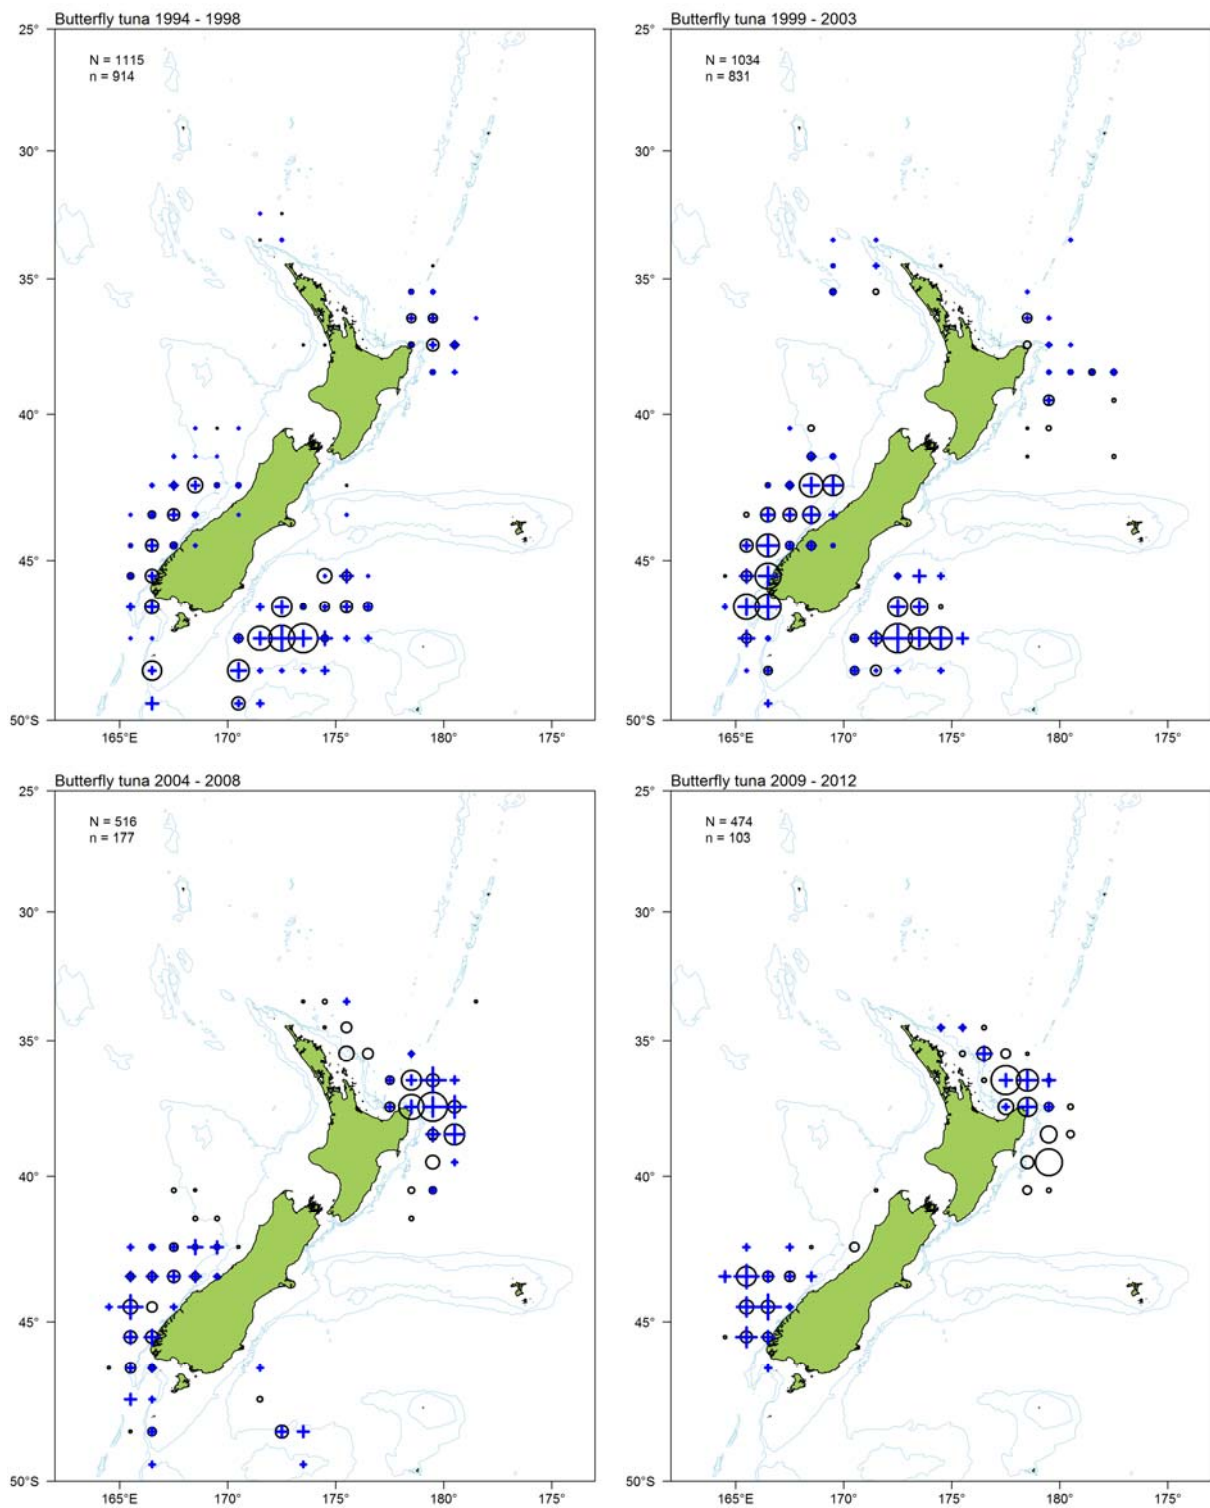 Butterfly tuna 1994 - 1998
25°
N = 1115
n = 914
30°
35°
40°
45°
50°S
165°E 170° 175° 180° 175°
Butterfly tuna 1999 - 2003
25°
N = 1034
n = 831
30°
35°
40°
45°
50°S
165°E 170° 175° 180° 175°
Butterfly tuna 2004 - 2008
25°
N = 516
n = 177
30°
35°
40°
45°
50°S
165°E 170° 175° 180° 175°
Butterfly tuna 2009 - 2012
25°
N = 474
n = 103
30°
35°
40°
45°
50°S
165°E 170° 175° 180° 175°